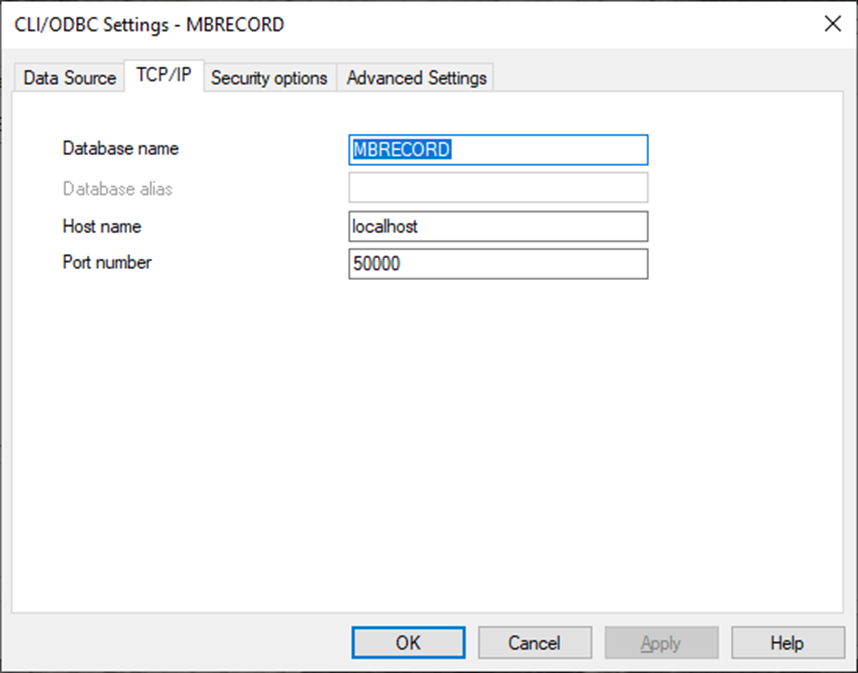 CLI/ODBC Settings - MBRECORD
Data Source TCP/IP Security options Advanced Settings
Database name MBRECORD
Database alias
Host name localhost
Port number 50000
OK Cancel Apply Help